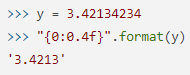 >>> y = 3.42134234
>>> "{0:0.4f}".format(y)
'3.4213'